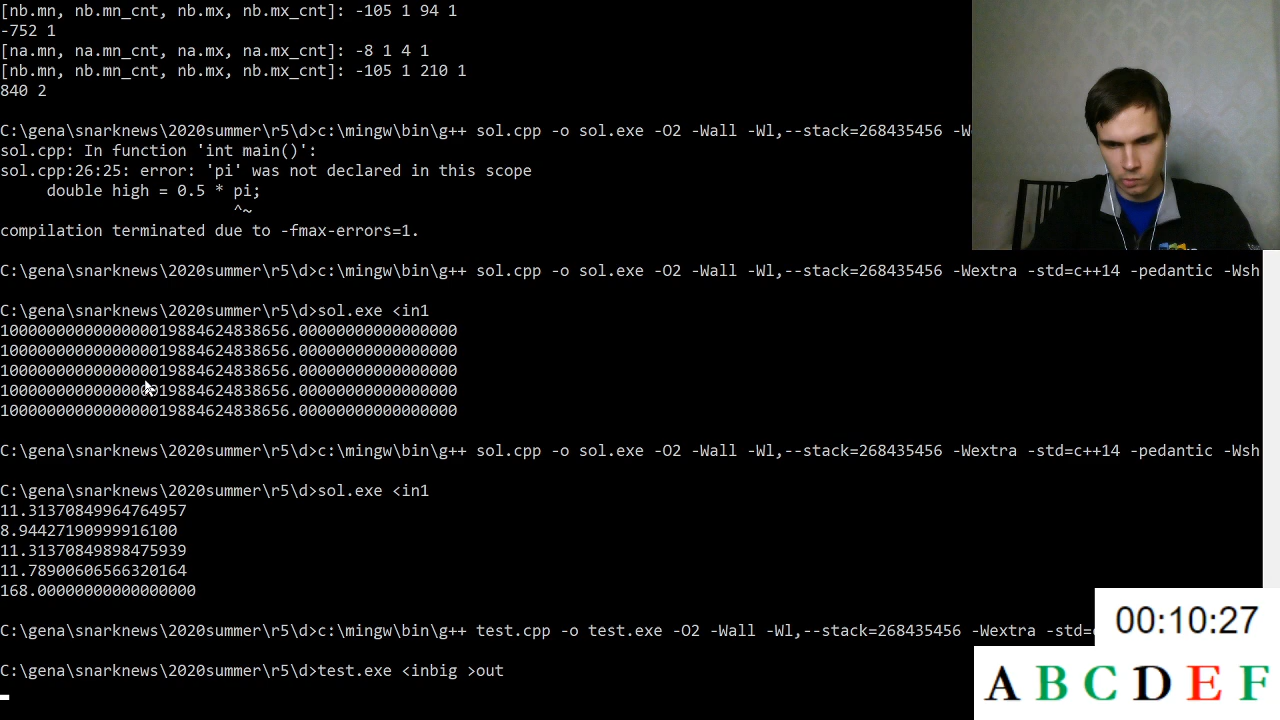 [nb.mn, nb.mn_cnt, nb.mx, nb.mx_cnt]: -105 1 94 1
-752 1
[na.mn, na.mn_cnt, na.mx, na.mx_cnt]: -8 1 4 1
[nb.mn, nb.mn_cnt, nb.mx, nb.mx_cnt]: -105 1 210 1
840 2
C:\gena\snarknews\2020summer\r5\d>c:\mingw\bin\g++ sol.cpp -o sol.exe -O2 -Wall -Wl,--stack=268435456 -W
sol.cpp: In function 'int main()':
sol.cpp:26:25: error: 'pi' was not declared in this scope
double high = 0.5 * pi;
^~
compilation terminated due to -fmax-errors=1.
C:\gena\snarknews\2020summer\r5\d>c:\mingw\bin\g++ sol.cpp -o sol.exe -O2 -Wall -Wl,--stack=268435456 -Wextra -std=c++14 -pedantic -Wsh
C:\gena\snarknews\2020summer\r5\d>sol.exe <in1
100000000000000001988462483​8656.00000000000000000
1000000000000000019884624838656.00000000000000000
1000000000000000019884624838656.00000000000000000
1000000000000000019884624838656.00000000000000000
1000000000000000019884624838656.00000000000000000
C:\gena\snarknews\2020summer\r5\d>c:\mingw\bin\g++ sol.cpp -o sol.exe -O2 -Wall -Wl,--stack=268435456 -Wextra -std=c++14 -pedantic -Wsh
C:\gena\snarknews\2020summer\r5\d>sol.exe <in1
11.31370849964764957
8.94427190999916100
11.31370849898475939
11.78900606566320164
168.00000000000000000
C:\gena\snarknews\2020summer\r5\d>c:\mingw\bin\g++ test.cpp -o test.exe -O2 -Wall -Wl,--stack=268435456 -Wextra -std=
C:\gena\snarknews\2020summer\r5\d>test.exe <inbig >out
00:10:27
A B C D E F